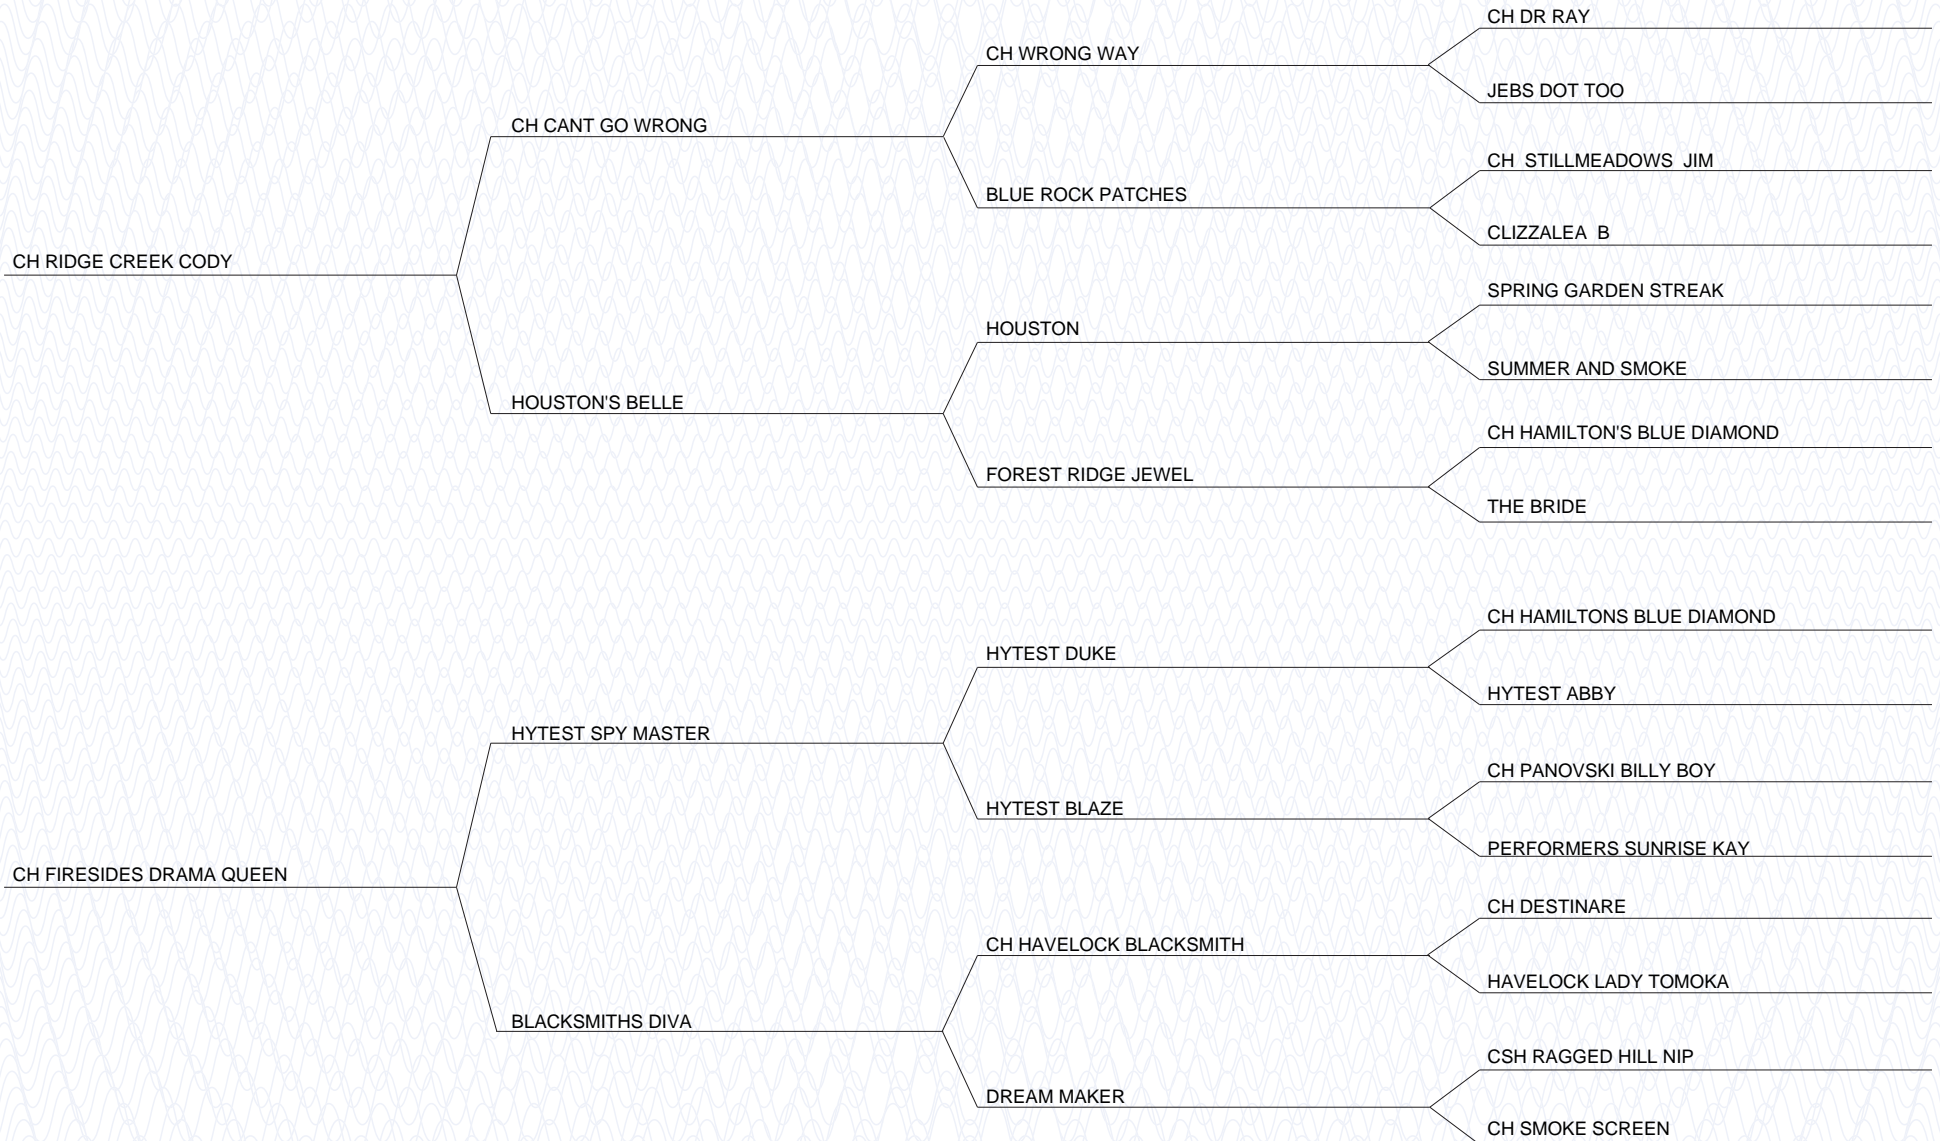 CH DR RAY
CH WRONG WAY
JEBS DOT TOO
CH CANT GO WRONG
CH  STILLMEADOWS  JIM
BLUE ROCK PATCHES
CLIZZALEA  B
CH RIDGE CREEK CODY
SPRING GARDEN STREAK
HOUSTON
SUMMER AND SMOKE
HOUSTON'S BELLE
CH HAMILTON'S BLUE DIAMOND
FOREST RIDGE JEWEL
THE BRIDE
CH HAMILTONS BLUE DIAMOND
HYTEST DUKE
HYTEST ABBY
HYTEST SPY MASTER
CH PANOVSKI BILLY BOY
HYTEST BLAZE
PERFORMERS SUNRISE KAY
CH FIRESIDES DRAMA QUEEN
CH DESTINARE
CH HAVELOCK BLACKSMITH
HAVELOCK LADY TOMOKA
BLACKSMITHS DIVA
CSH RAGGED HILL NIP
DREAM MAKER
CH SMOKE SCREEN